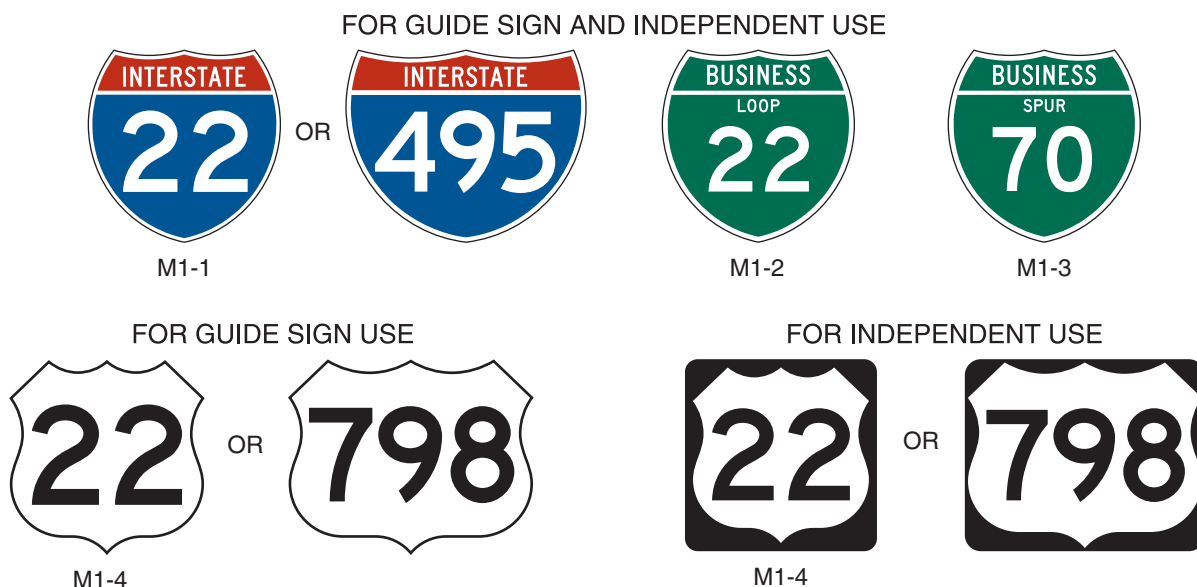 FOR GUIDE SIGN AND INDEPENDENT USE
INTERSTATE
22
OR
INTERSTATE
495
BUSINESS
LOOP
22
BUSINESS
SPUR
70
M1-1
M1-2
M1-3
FOR GUIDE SIGN USE
FOR INDEPENDENT USE
22
OR
798
22
OR
798
M1-4
M1-4